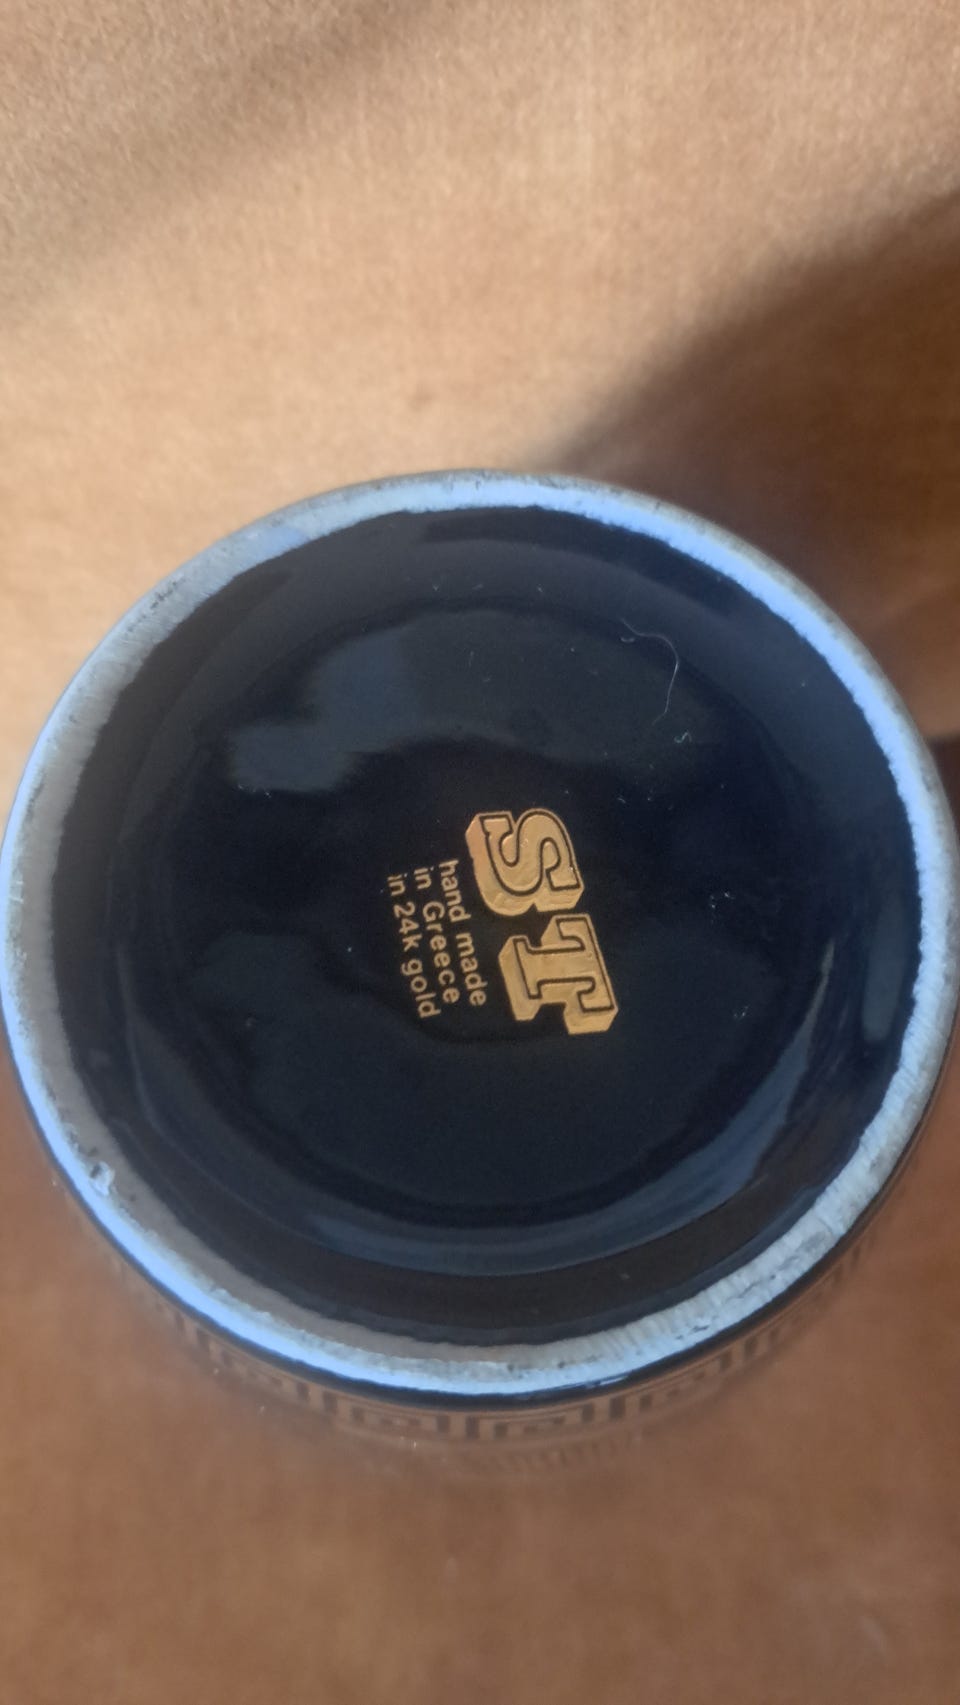 ST
hand made
in Greece
in 24k gold